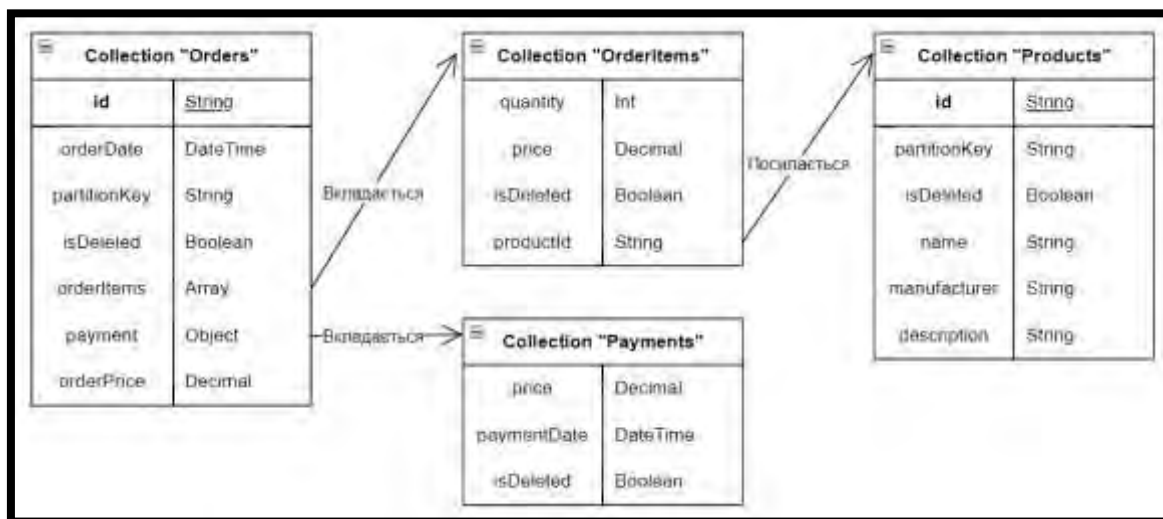 Collection "Orders"
id String
orderDate DateTime
partitionKey String
isDeleted Boolean
orderItems Array
payment Object
orderPrice Decimal
Вкладається
Вкладається
Collection "OrderItems"
quantity Int
price Decimal
isDeleted Boolean
productId String
Посилається
Collection "Payments"
price Decimal
paymentDate DateTime
isDeleted Boolean
Collection "Products"
id String
partitionKey String
isDeleted Boolean
name String
manufacturer String
description String